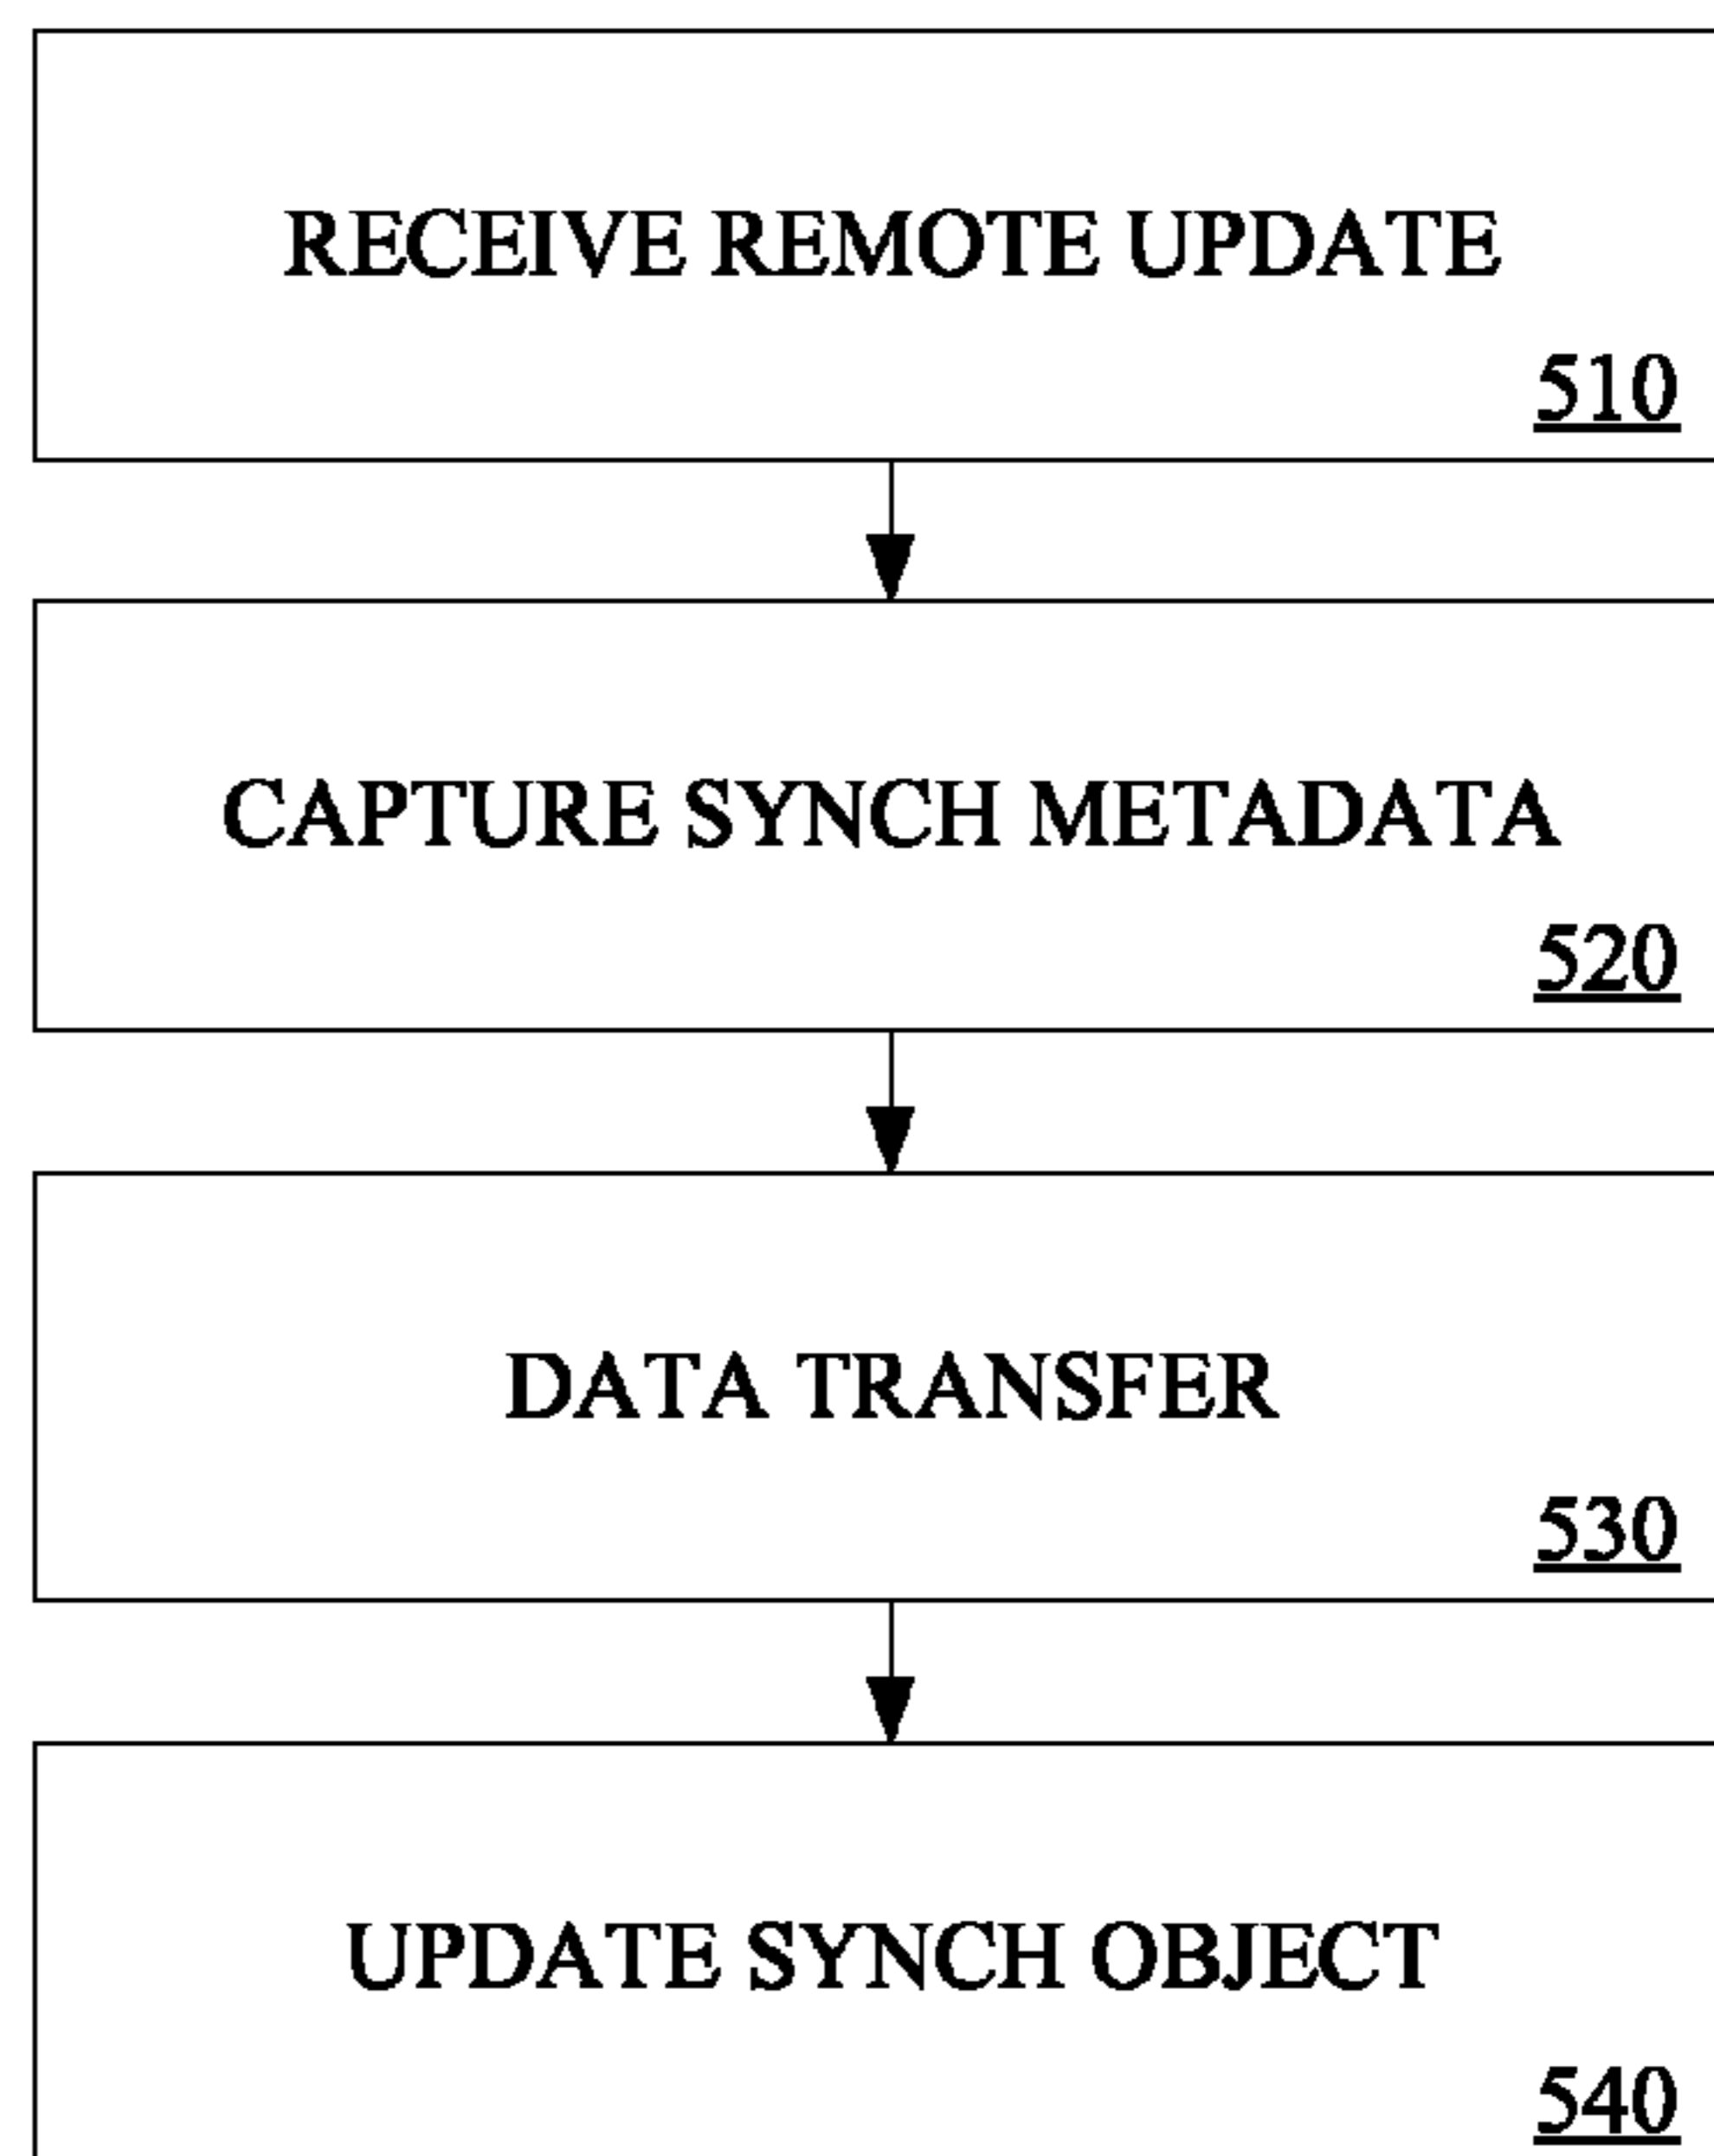 RECEIVE REMOTE UPDATE
510
CAPTURE SYNCH METADATA
520
DATA TRANSFER
530
UPDATE SYNCH OBJECT
540